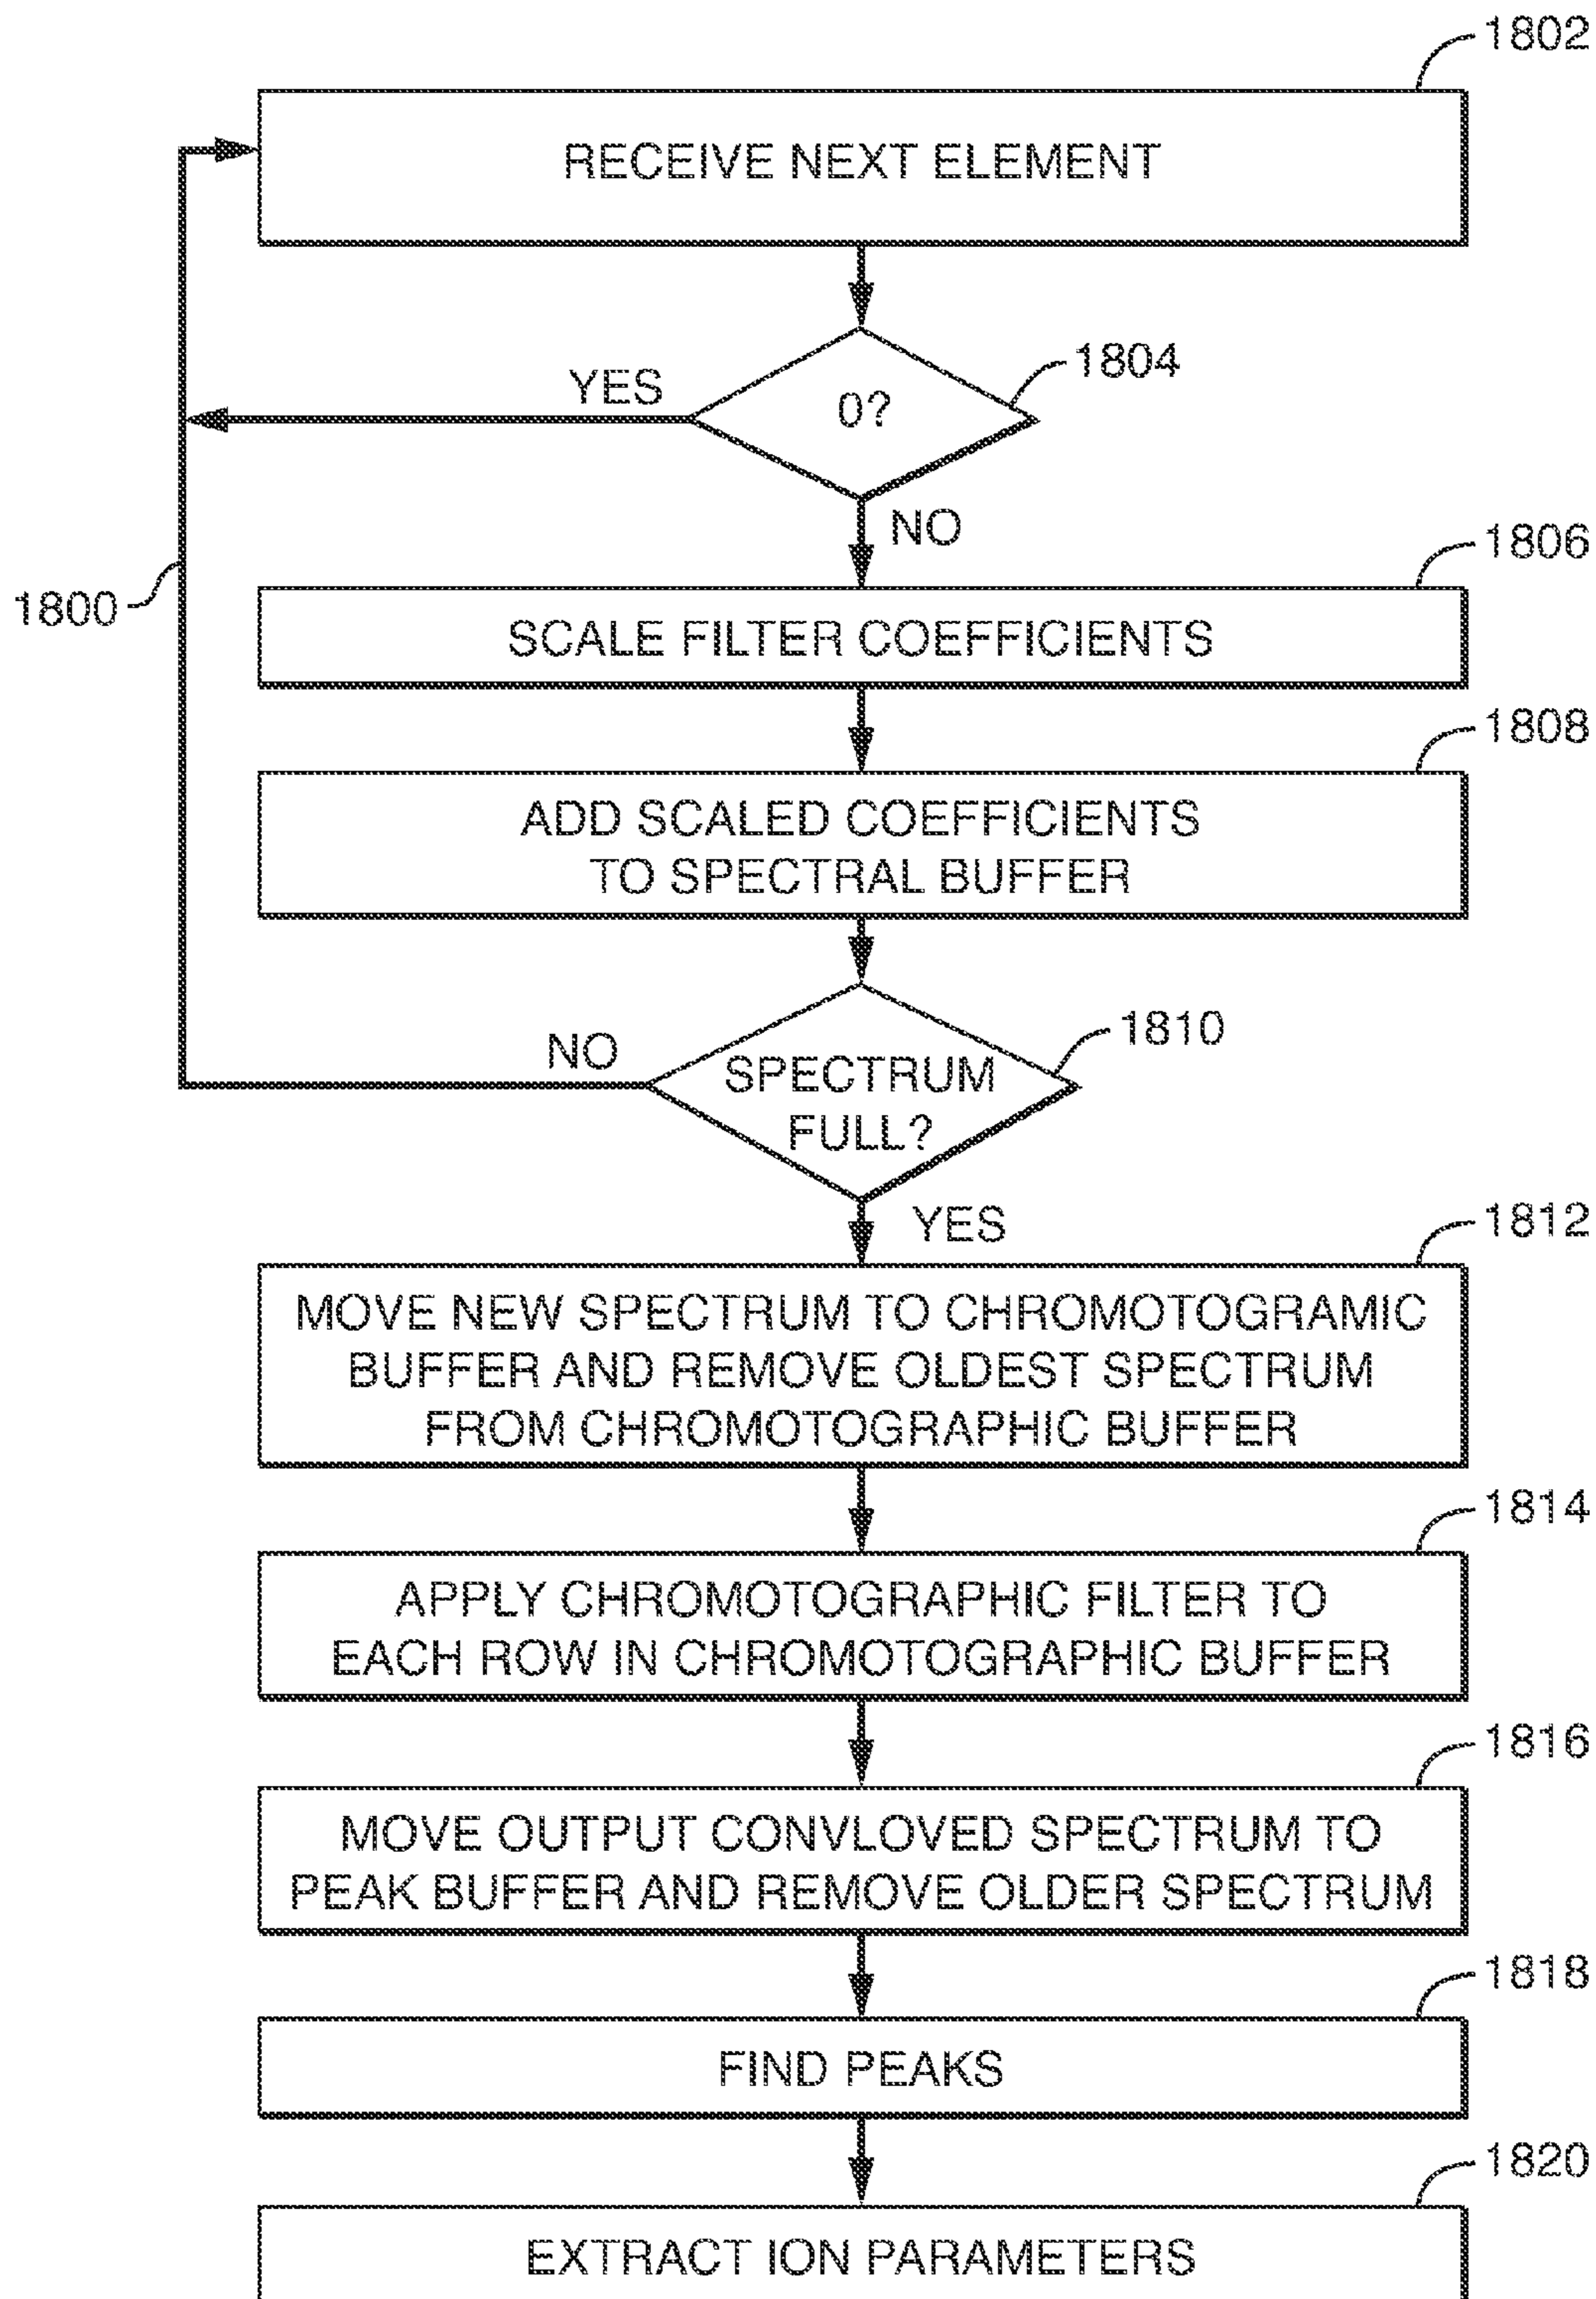 1802
RECEIVE NEXT ELEMENT
1804
YES
0?
NO
1806
1800
SCALE FILTER COEFFICIENTS
1808
ADD SCALED COEFFICIENTS
TO SPECTRAL BUFFER
1810
NO
SPECTRUM
FULL?
YES
1812
MOVE NEW SPECTRUM TO CHROMOTOGRAMIC
BUFFER AND REMOVE OLDEST SPECTRUM
FROM CHROMOTOGRAPHIC BUFFER
1814
APPLY CHROMOTOGRAPHIC FILTER TO
EACH ROW IN CHROMOTOGRAPHIC BUFFER
1816
MOVE OUTPUT CONVLOVED SPECTRUM TO
PEAK BUFFER AND REMOVE OLDER SPECTRUM
1818
FIND PEAKS
1820
EXTRACT ION PARAMETERS